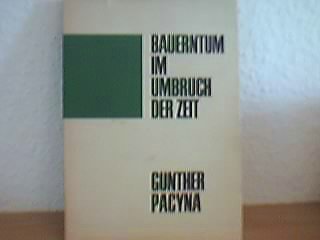 BAUERNTUM
IM
UMBRUCH
DER ZEIT
GUNTHER
PACYNA